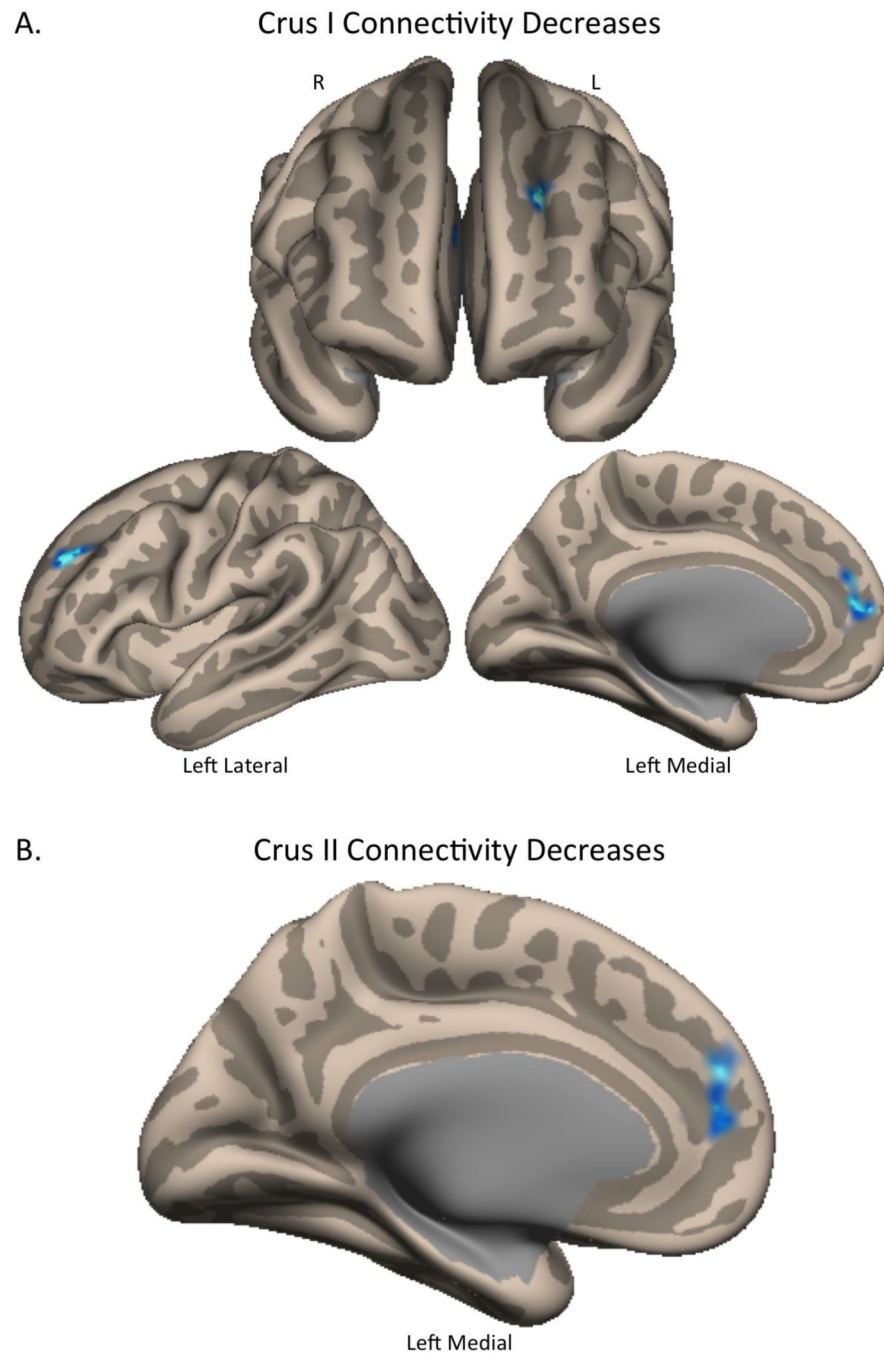 A.
Crus I Connectivity Decreases
R
L
Left Lateral
Left Medial
B.
Crus II Connectivity Decreases
Left Medial